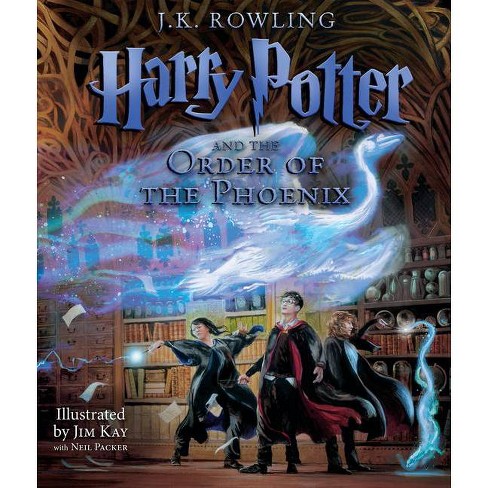 J.K. ROWLING
Harry Potter
AND THE
ORDER OF
THE PHOENIX
Illustrated
by JIM KAY
with NEIL PACKER